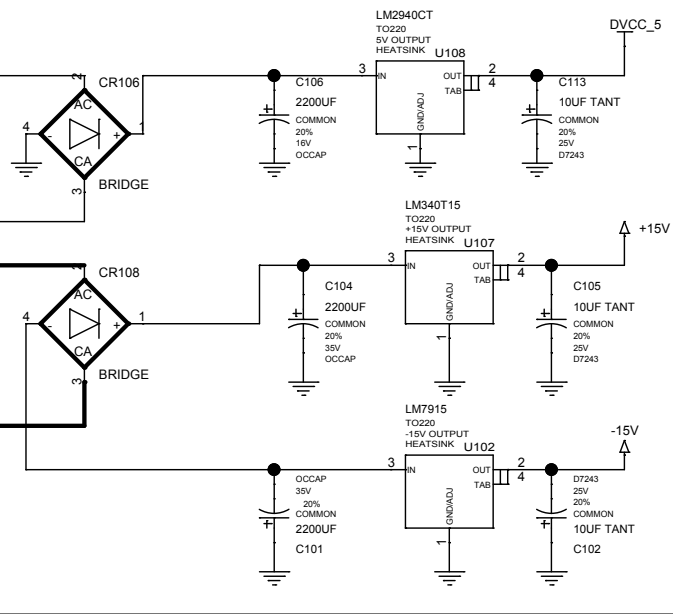 LM2940CT
TO220
5V OUTPUT
HEATSINK
U108
DVCC_5
2
CR106
AC
4
-
+
1
CA
3
BRIDGE
C106
2200UF
COMMON
20%
16V
OCCAP
3
IN
OUT
TAB
GND/ADJ
2
4
1
C113
10UF TANT
COMMON
20%
25V
D7243
LM340T15
TO220
+15V OUTPUT
HEATSINK
U107
+15V
2
CR108
AC
4
-
+
1
CA
3
BRIDGE
C104
2200UF
COMMON
20%
35V
OCCAP
3
IN
OUT
TAB
GND/ADJ
2
4
1
C105
10UF TANT
COMMON
20%
25V
D7243
LM7915
TO220
-15V OUTPUT
HEATSINK
U102
-15V
OCCAP
35V
20%
COMMON
2200UF
C101
3
IN
OUT
TAB
GND/ADJ
2
4
1
D7243
25V
20%
COMMON
10UF TANT
C102